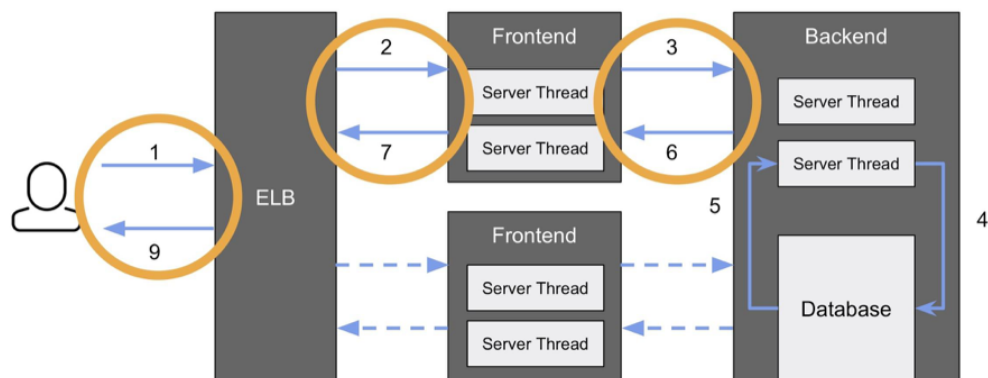 2
Frontend
3
Backend
Server Thread
Server Thread
1
7
Server Thread
6
Server Thread
ELB
5
4
9
Frontend
Server Thread
Database
Server Thread